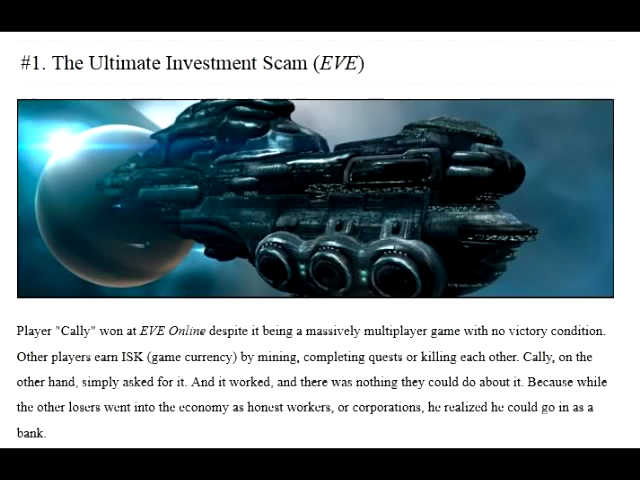 #1. The Ultimate Investment Scam (EVE)
Player "Cally" won at EVE Online despite it being a massively multiplayer game with no victory condition.
Other players earn ISK (game currency) by mining, completing quests or killing each other. Cally, on the
other hand, simply asked for it. And it worked, and there was nothing they could do about it. Because while
the other losers went into the economy as honest workers, or corporations, he realized he could go in as a
bank.